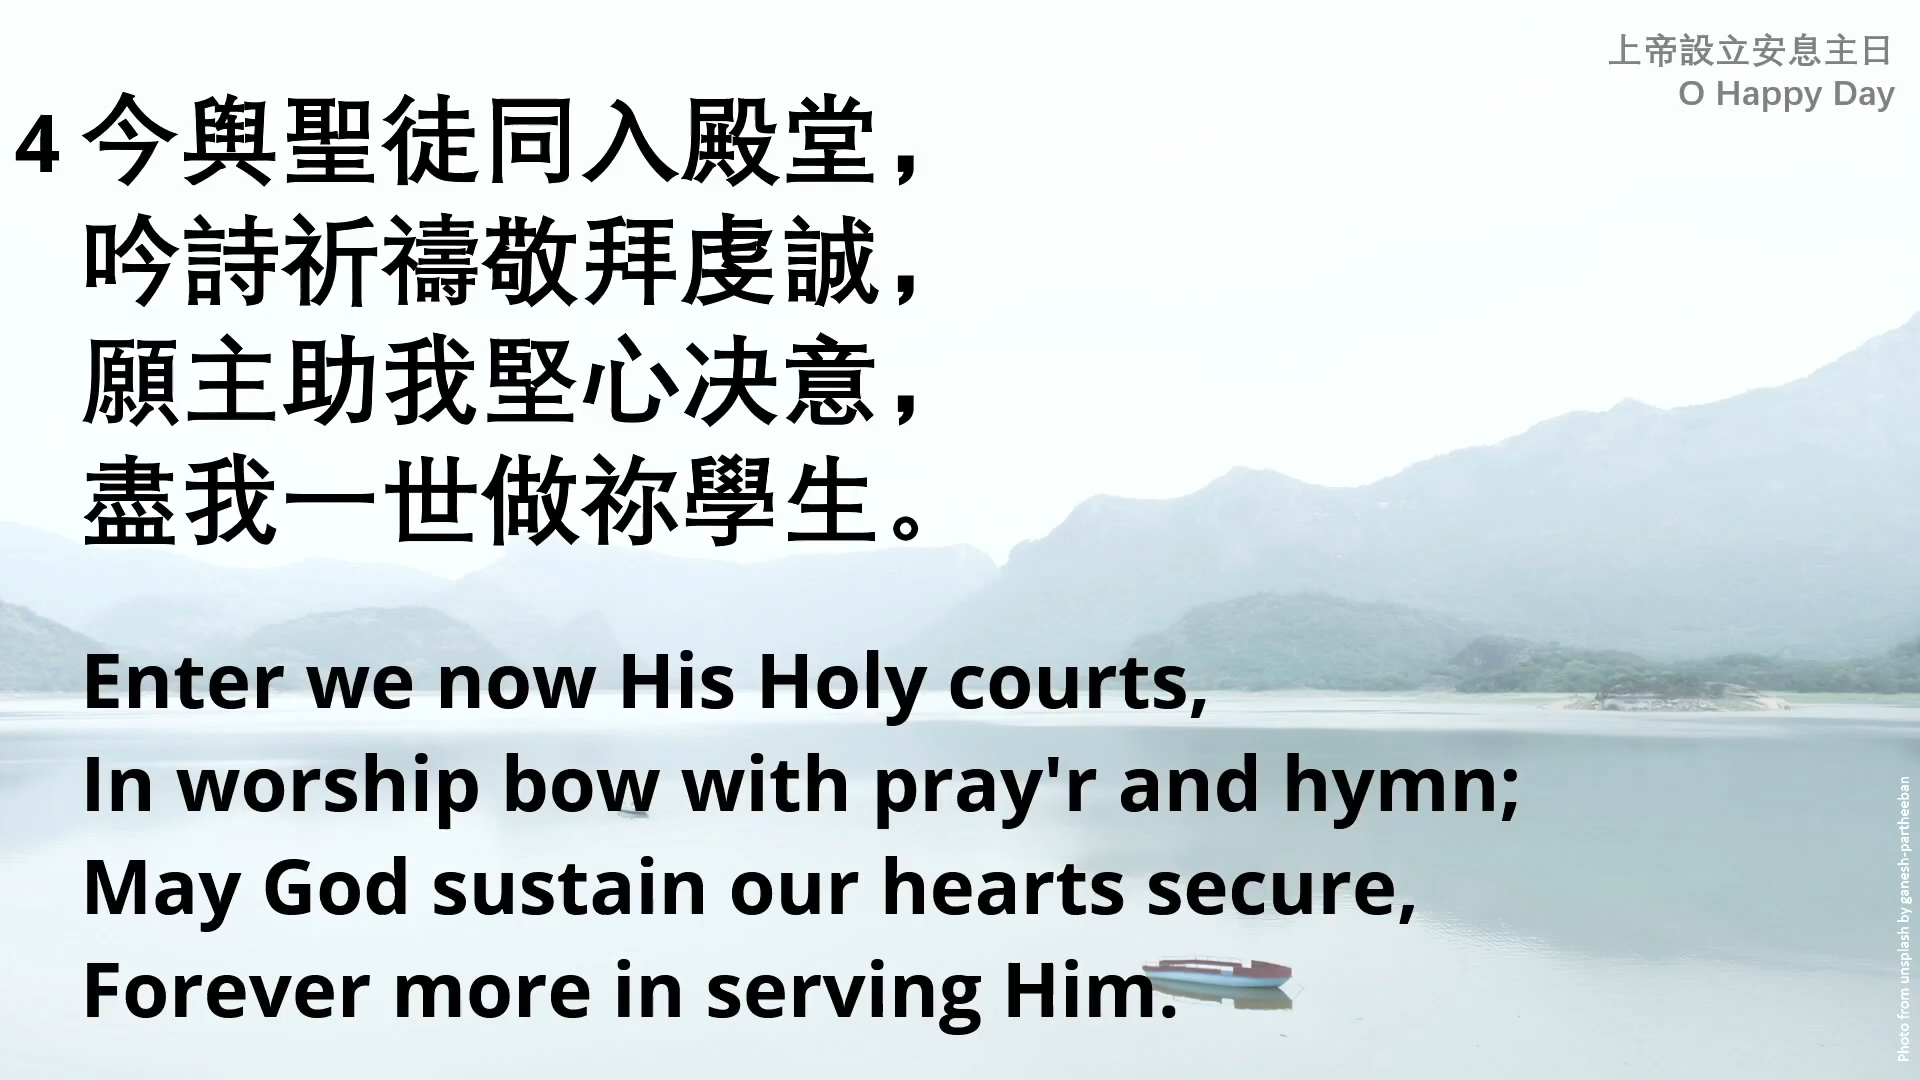 上帝設立安息主日
O Happy Day
4 今與聖徒同入殿堂，
吟詩祈禱敬拜虔誠，
願主助我堅心决意，
盡我一世做祢學生。
Enter we now His Holy courts,
In worship bow with pray'r and hymn;
May God sustain our hearts secure,
Forever more in serving Him.
Photo from unsplash by ganesh-partheeban